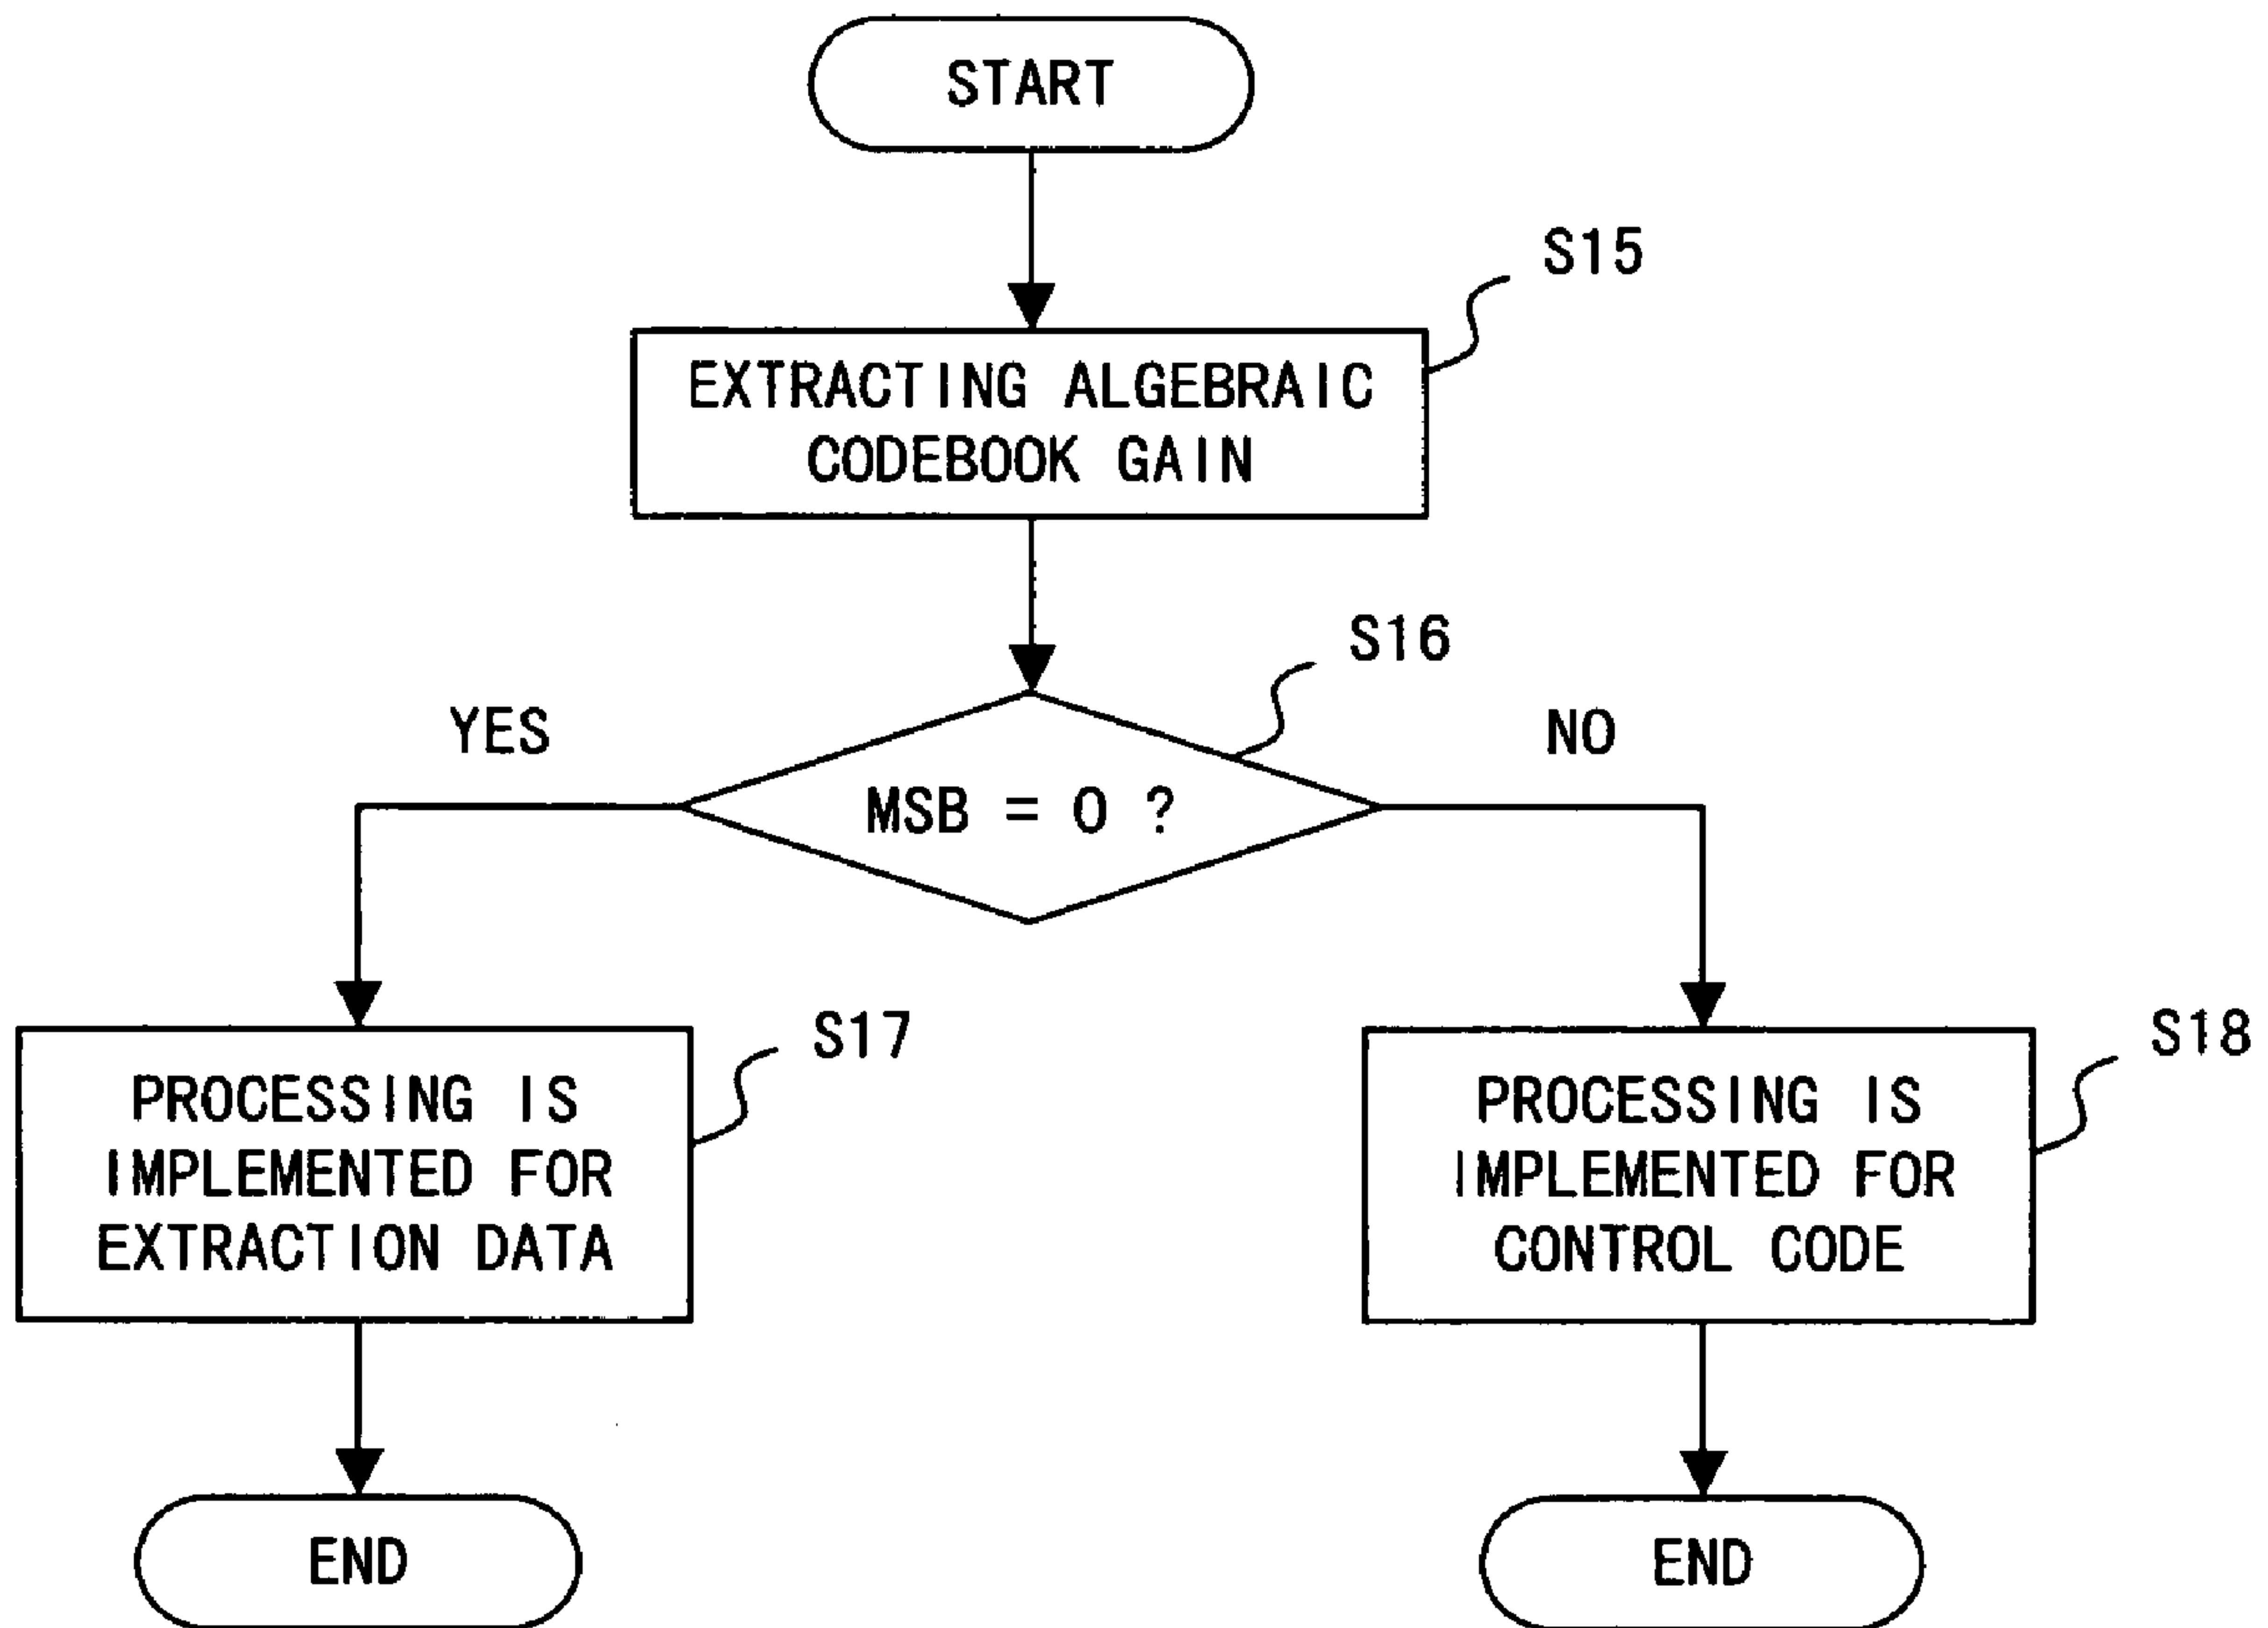 START
S15
EXTRACTING ALGEBRAIC
CODEBOOK GAIN
S16
YES
NO
MSB = 0 ?
S17
S18
PROCESSING IS
IMPLEMENTED FOR
EXTRACTION DATA
PROCESSING IS
IMPLEMENTED FOR
CONTROL CODE
END
END